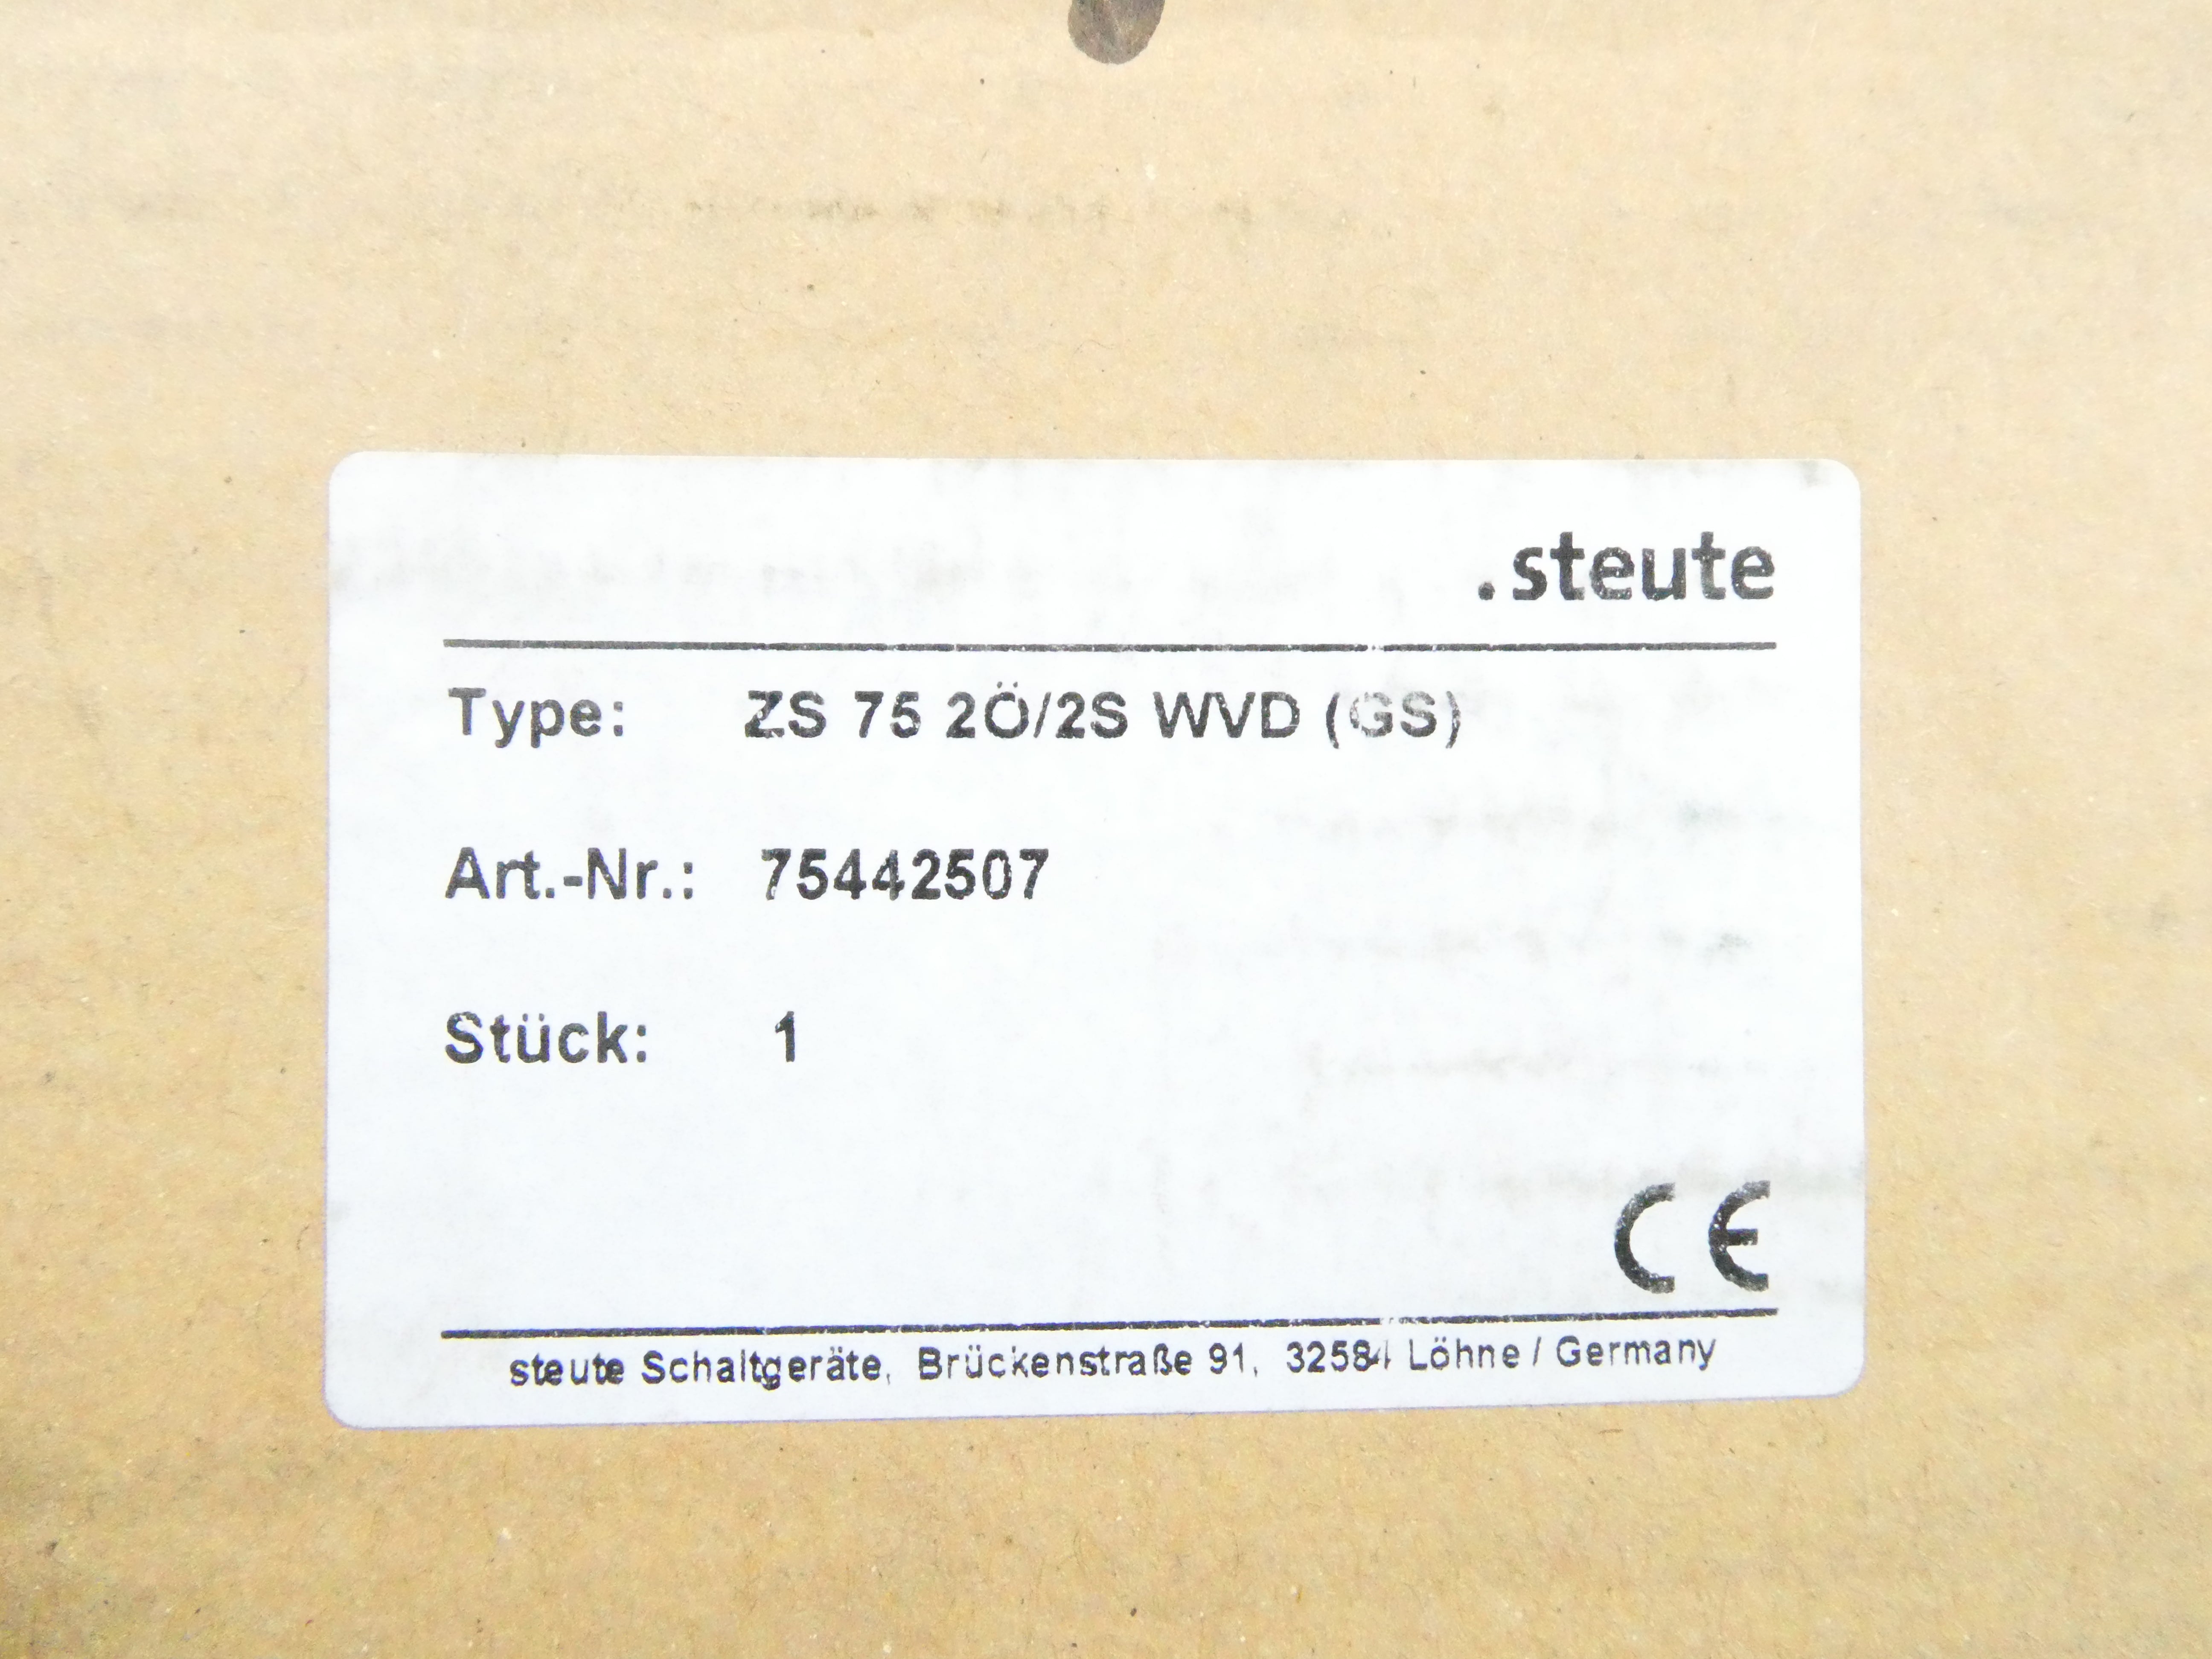 .steute
Type: ZS 75 2Ö/2S WVD (GS)
Art.-Nr.: 75442507
Stück: 1
CE
steute Schaltgeräte, Brückenstraße 91, 32584 Löhne / Germany